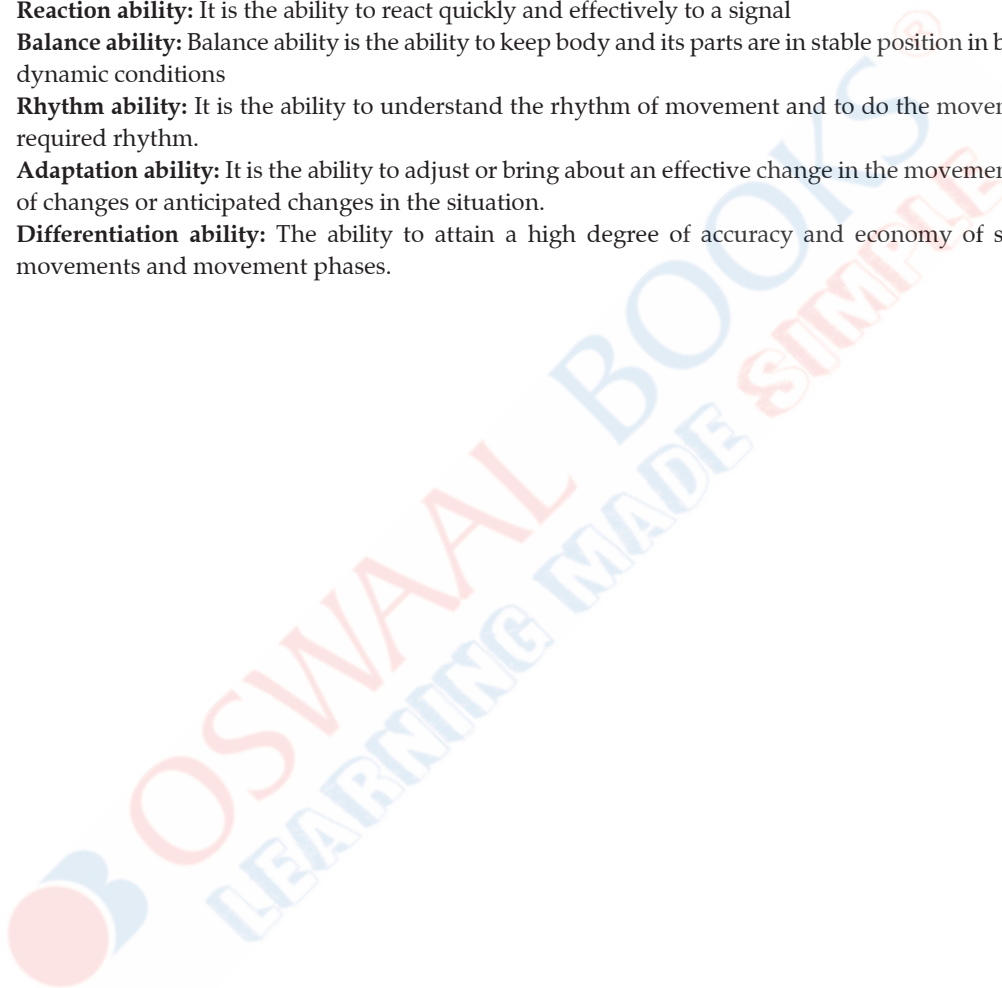 Reaction ability: It is the ability to react quickly and effectively to a signal
Balance ability: Balance ability is the ability to keep body and its parts are in stable position in
dynamic conditions
Rhythm ability: It is the ability to understand the rhythm of movement and to do the
required rhythm.
Adaptation ability: It is the ability to adjust or bring about an effective change in the
of changes or anticipated changes in the situation.
Differentiation ability: The ability to attain a high degree of accuracy and economy of
movements and movement phases.
OSWAAL BOOKS ®
LEARNING MADE SIMPLE